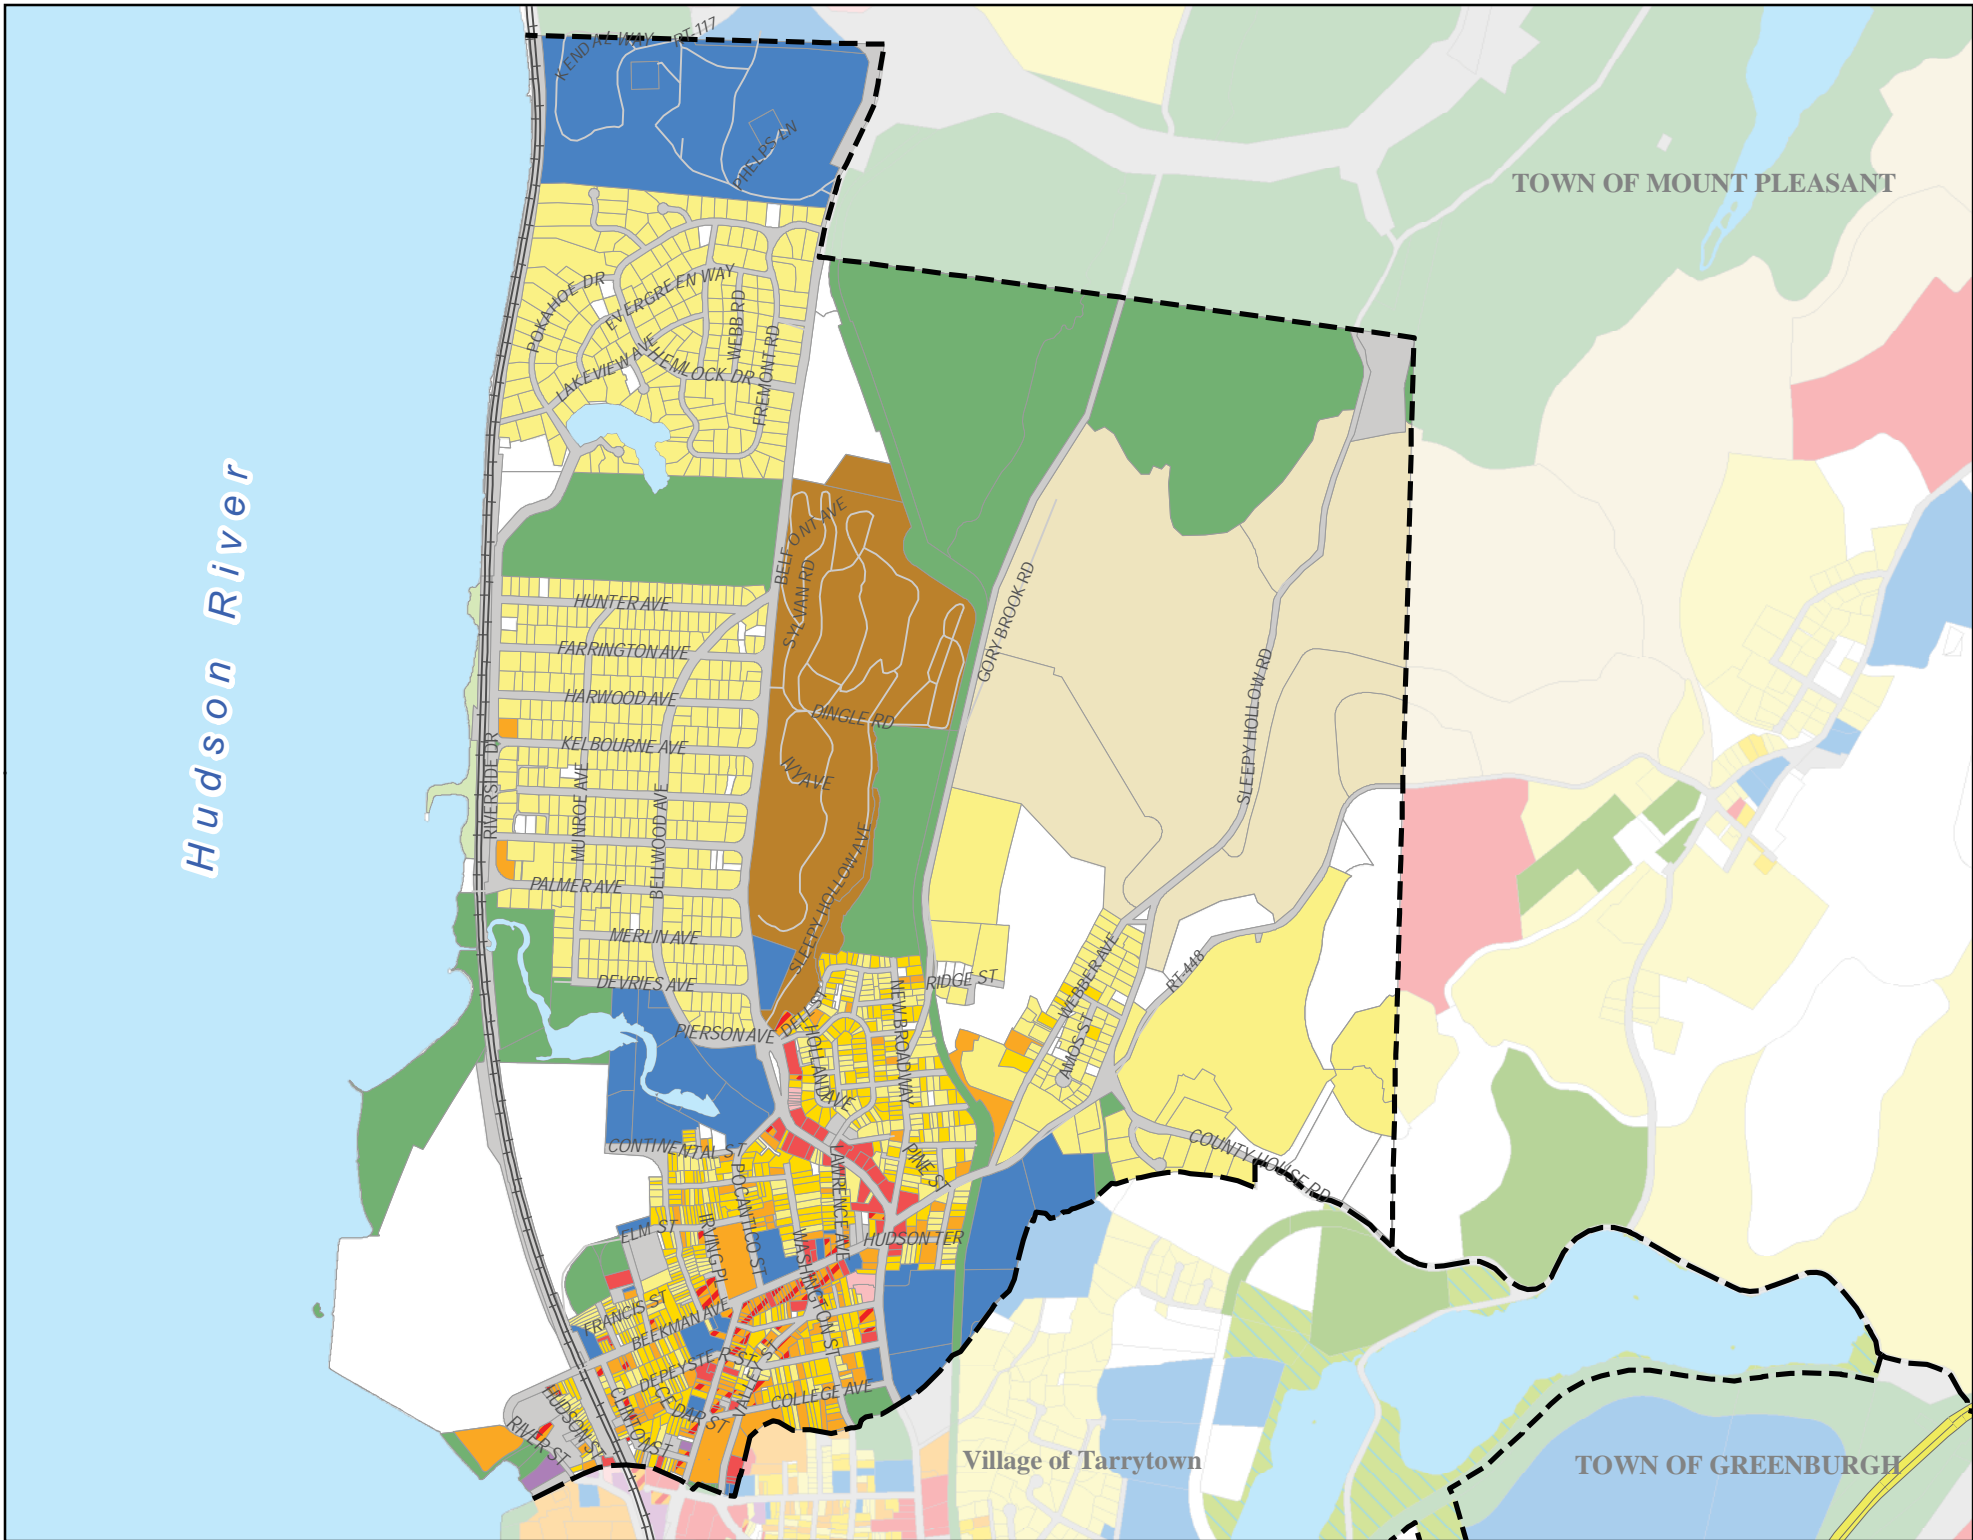 KENDAL WAY
RT-117
PHELPS LN
TOWN OF MOUNT PLEASANT
POKAHOE DR
EVERGREEN WAY
WEBB RD
LAKEVIEW AVE
HEMLOCK DR
FREMONT RD
Hudson River
BELFONT AVE
SYLVAN RD
GORY BROOK RD
HUNTER AVE
FARRINGTON AVE
HARWOOD AVE
DINGLE RD
SLEEPY HOLLOW RD
KELBOURNE AVE
RIVERSIDE DR
IVY AVE
MUNROE AVE
BELLWOOD AVE
PALMER AVE
SLEEPY HOLLOW AVE
MERLIN AVE
WEBBER AVE
DEVRIES AVE
RIDGE ST
RT-448
NEW BROADWAY
DELL ST
PIERSON AVE
HOLLAND AVE
AMOS ST
CONTINENTAL ST
POCANTICO ST
LAWRENCE AVE
PINE ST
COUNTY HOUSE RD
ELM ST
IRVING PL
WASHINGTON ST
HUDSON TER
FRANCIS ST
BEEKMAN AVE
DEPEYSTER ST
VALLEY ST
COLLEGE AVE
HUDSON ST
CLINTON ST
CEDAR ST
RIVER ST
Village of Tarrytown
TOWN OF GREENBURGH